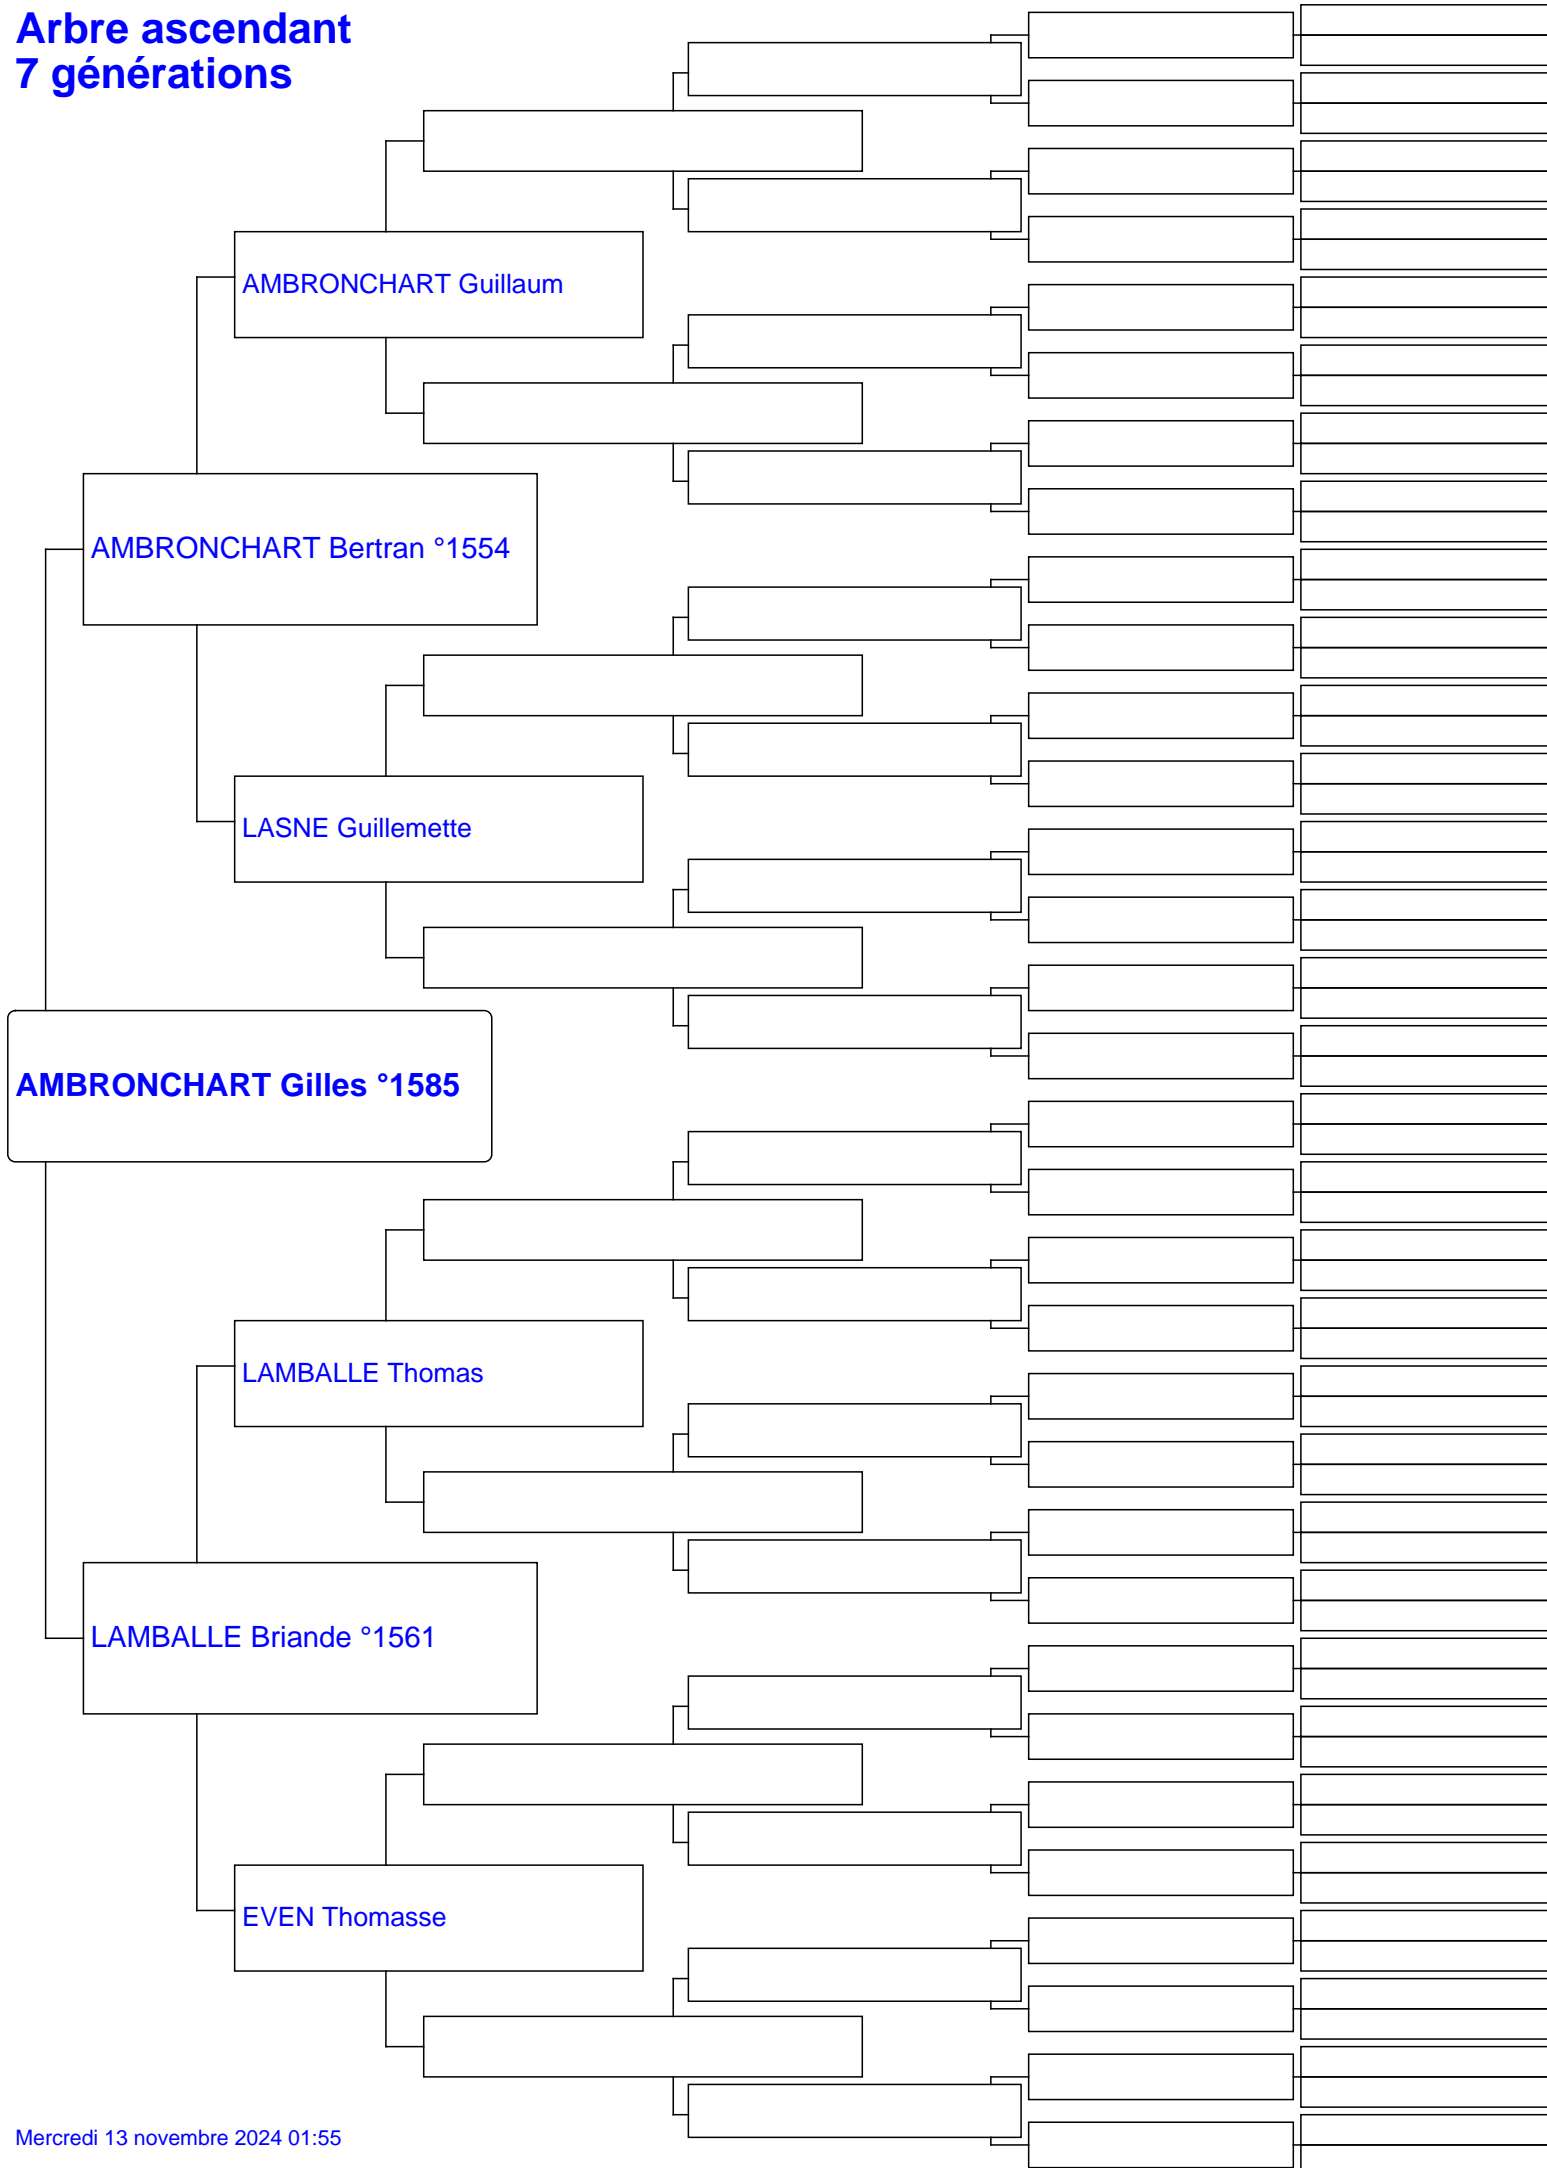 Arbre ascendant
7 générations
AMBRONCHART Guillaum
AMBRONCHART Bertran °1554
LASNE Guillemette
AMBRONCHART Gilles °1585
LAMBALLE Thomas
LAMBALLE Briande °1561
EVEN Thomasse
Mercredi 13 novembre 2024 01:55